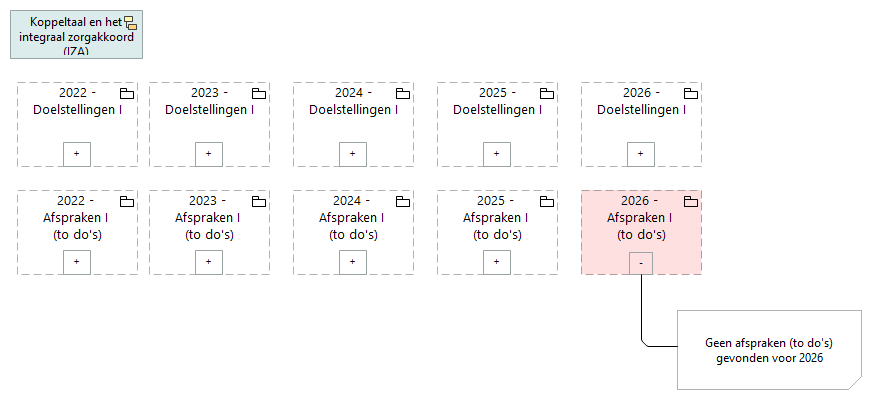 Koppeltaal en het
integraal zorgakkoord
(IZA)
2022 -
Doelstellingen I
+
2023 -
Doelstellingen I
+
2024 -
Doelstellingen I
+
2025 -
Doelstellingen I
+
2026 -
Doelstellingen I
+
2022 -
Afspraken I
(to do's)
+
2023 -
Afspraken I
(to do's)
+
2024 -
Afspraken I
(to do's)
+
2025 -
Afspraken I
(to do's)
+
2026 -
Afspraken I
(to do's)
-
Geen afspraken (to do's)
gevonden voor 2026